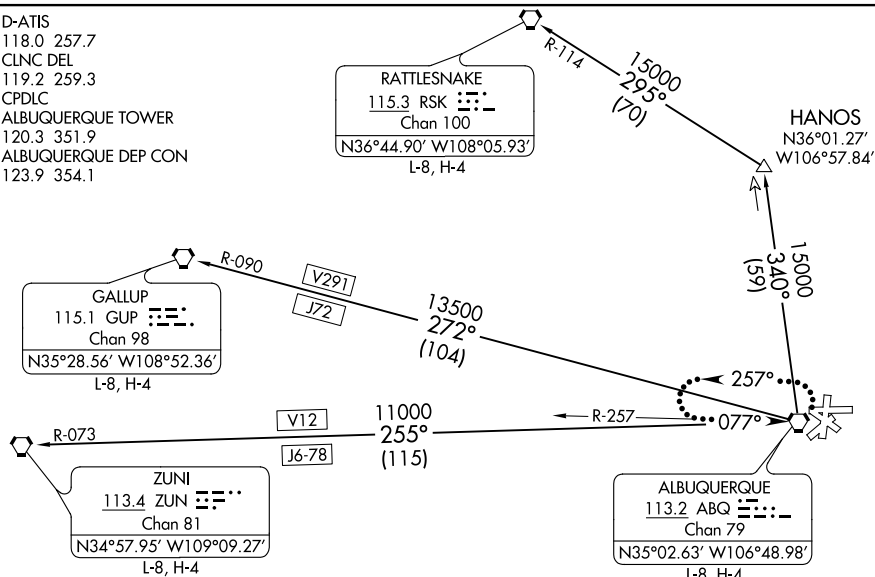 D-ATIS
118.0 257.7
CLNC DEL
119.2 259.3
CPDLC
ALBUQUERQUE TOWER
120.3 351.9
ALBUQUERQUE DEP CON
123.9 354.1
RATTLESNAKE
115.3 RSK
Chan 100
N36°44.90′ W108°05.93′
L-8, H-4
R-114
15000
295°
(70)
HANOS
N36°01.27′
W106°57.84′
15000
340°
(59)
GALLUP
115.1 GUP
Chan 98
N35°28.56′ W108°52.36′
L-8, H-4
R-090
V291
J72
13500
272°
(104)
257°
077°
R-257
R-073
V12
J6-78
11000
255°
(115)
ZUNI
113.4 ZUN
Chan 81
N34°57.95′ W109°09.27′
L-8, H-4
ALBUQUERQUE
113.2 ABQ
Chan 79
N35°02.63′ W106°48.98′
L-8, H-4